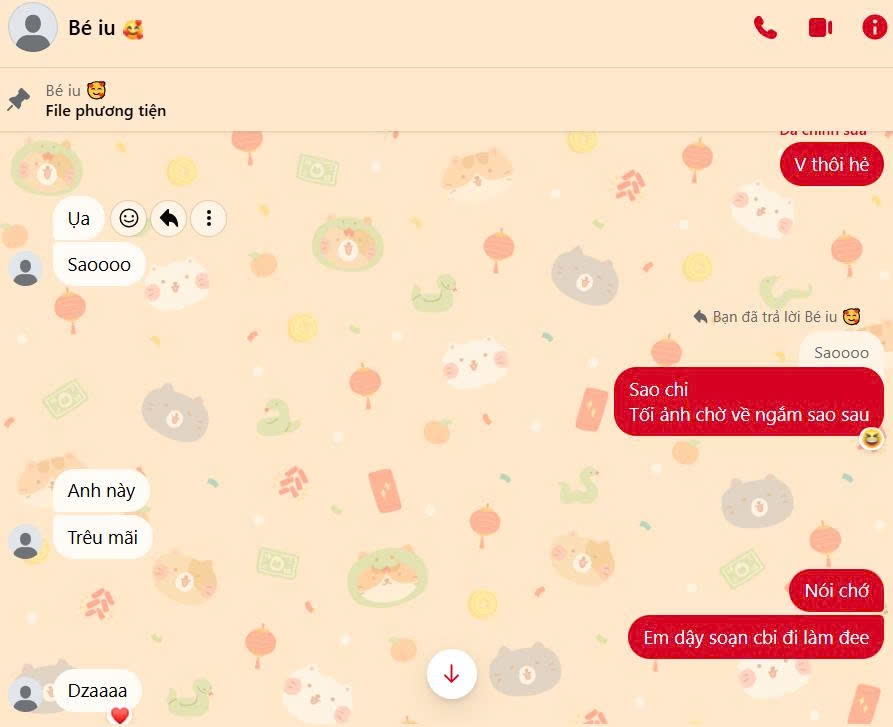 Bé iu 🥰
Bé iu 🥰
File phương tiện
Đã chỉnh sửa
V thôi hẻ
Ụa
Saoooo
Bạn đã trả lời Bé iu 🥰
Saoooo
Sao chi
Tối ảnh chờ về ngắm sao sau
Anh này
Trêu mãi
Nói chớ
Em dậy soạn cbi đi làm đee
Dzaaaa